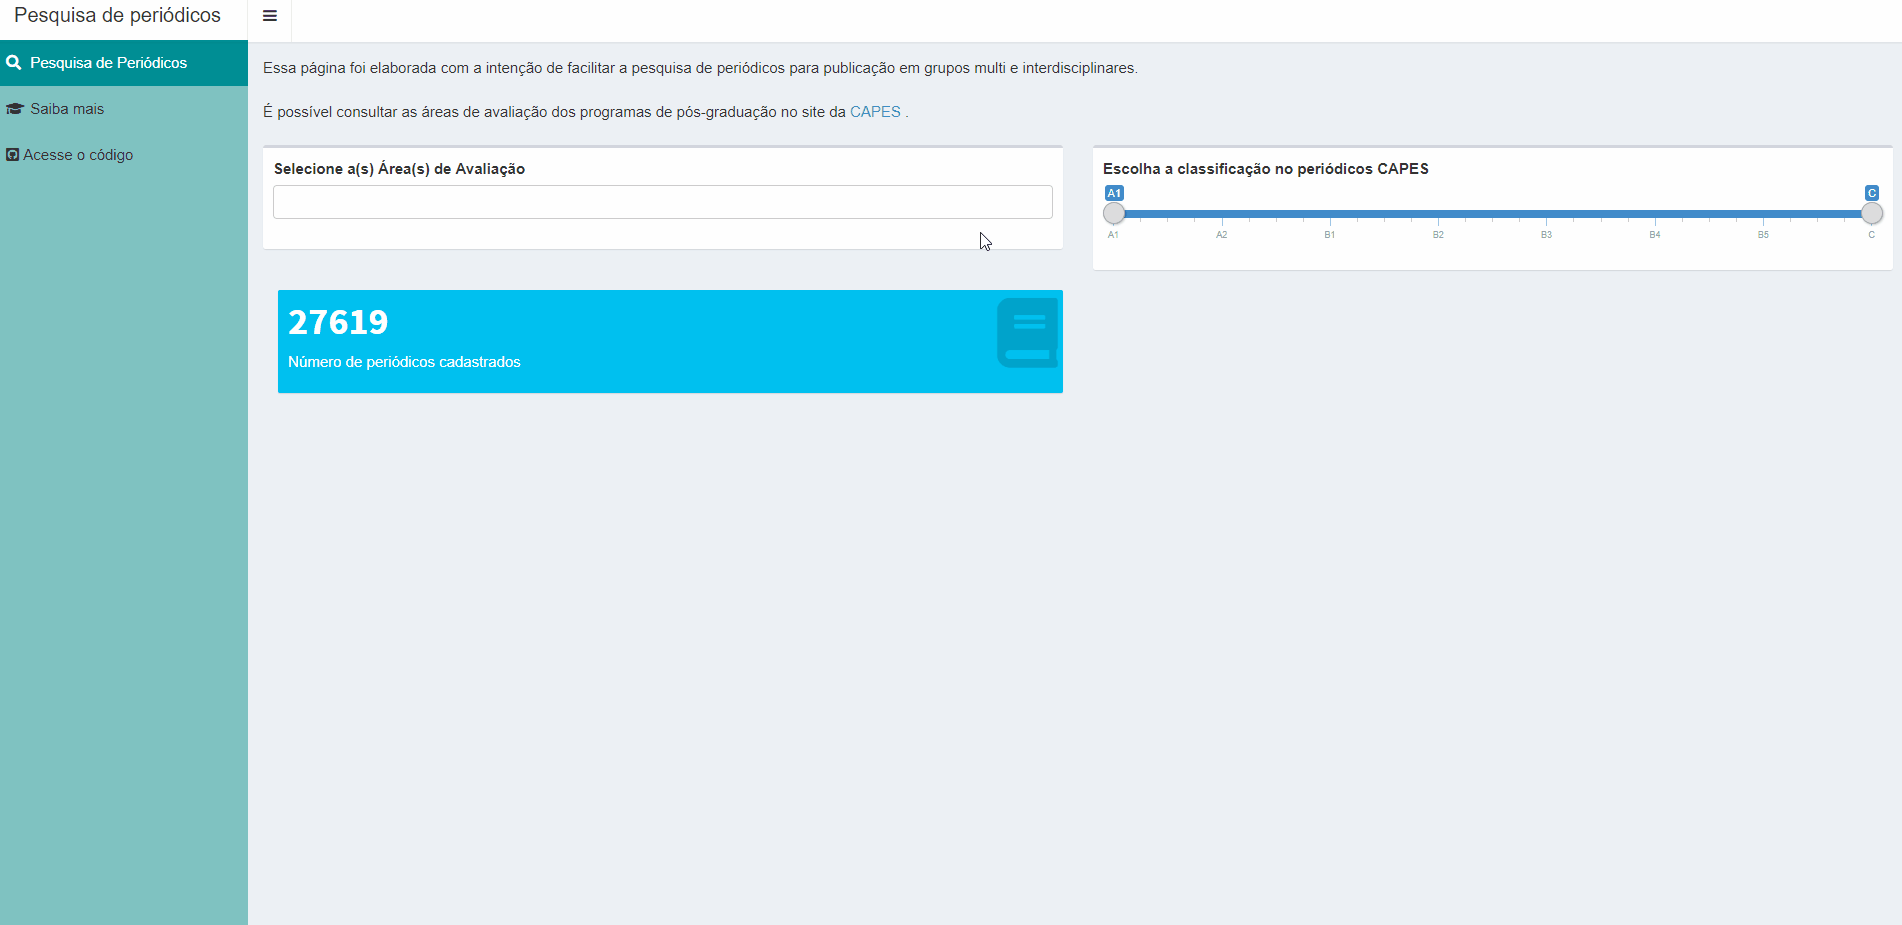 Pesquisa de periódicos
Pesquisa de Periódicos
Saiba mais
Acesse o código
Essa página foi elaborada com a intenção de facilitar a pesquisa de periódicos para publicação em grupos multi e interdisciplinares.
É possível consultar as áreas de avaliação dos programas de pós-graduação no site da CAPES .
Selecione a(s) Área(s) de Avaliação
Escolha a classificação no periódicos CAPES
A1 C
A1 A2 B1 B2 B3 B4 B5 C
27619
Número de periódicos cadastrados